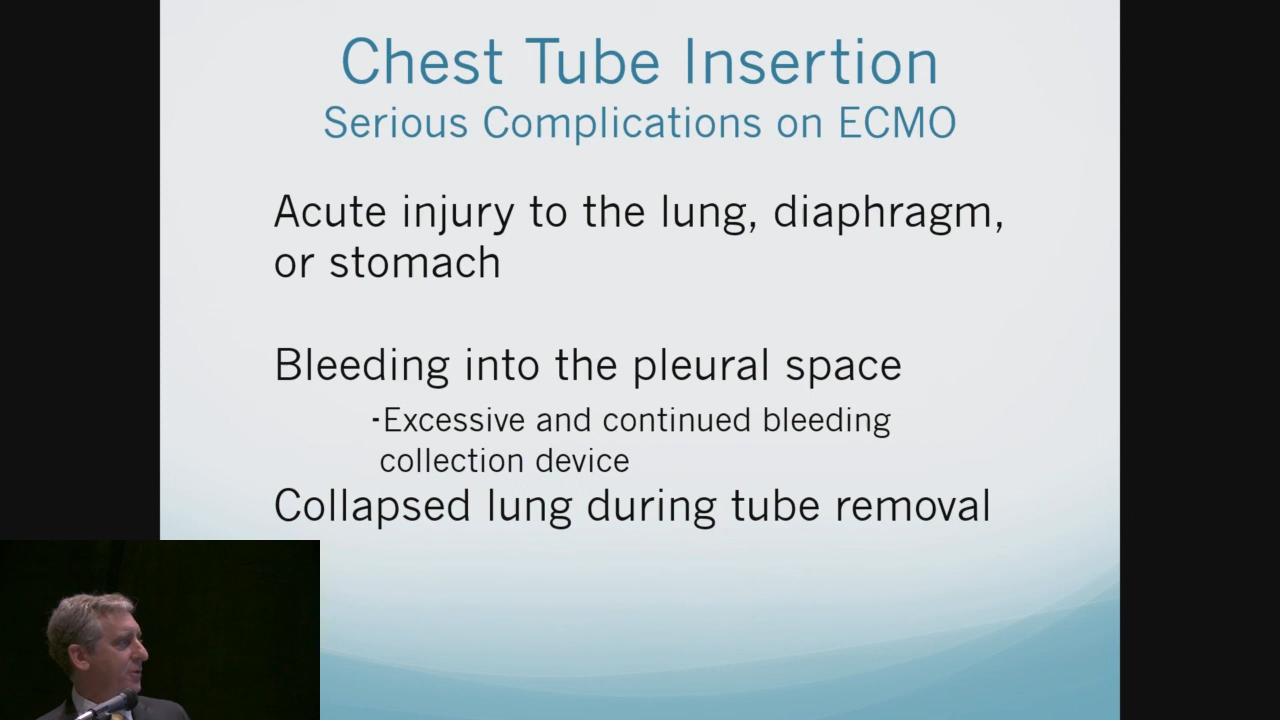 Chest Tube Insertion
Serious Complications on ECMO
Acute injury to the lung, diaphragm,
or stomach
Bleeding into the pleural space
-Excessive and continued bleeding
collection device
Collapsed lung during tube removal